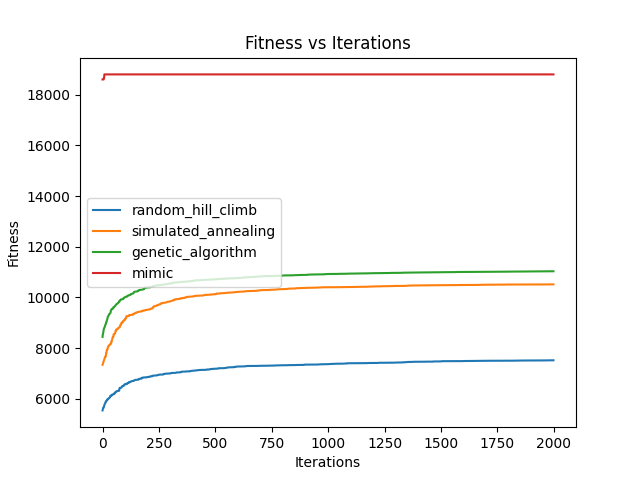 Fitness vs Iterations
Fitness
18000
16000
14000
12000
10000
8000
6000
random_hill_climb
simulated_annealing
genetic_algorithm
mimic
0 250 500 750 1000 1250 1500 1750 2000
Iterations